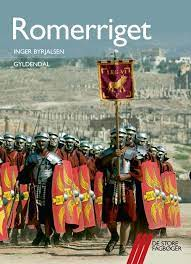 Romerriget
INGER BYRJALSEN
GYLDENDAL
DE STORE
FAGBØGER